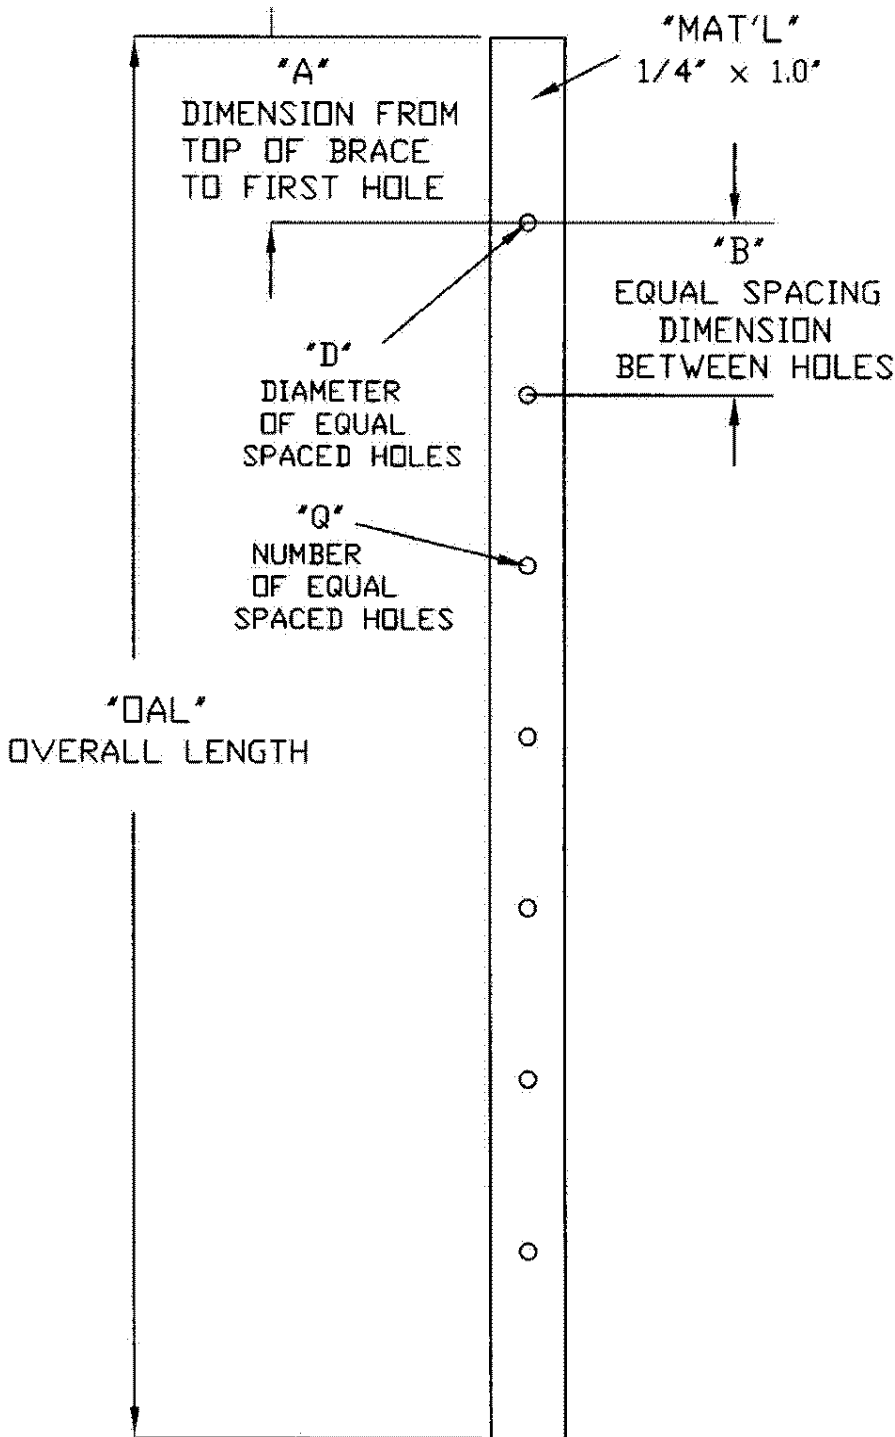 "MAT'L"
1/4" x 1.0"
"A"
DIMENSION FROM
TOP OF BRACE
TO FIRST HOLE
"B"
EQUAL SPACING
DIMENSION
BETWEEN HOLES
"D"
DIAMETER
OF EQUAL
SPACED HOLES
"Q"
NUMBER
OF EQUAL
SPACED HOLES
"OAL"
OVERALL LENGTH